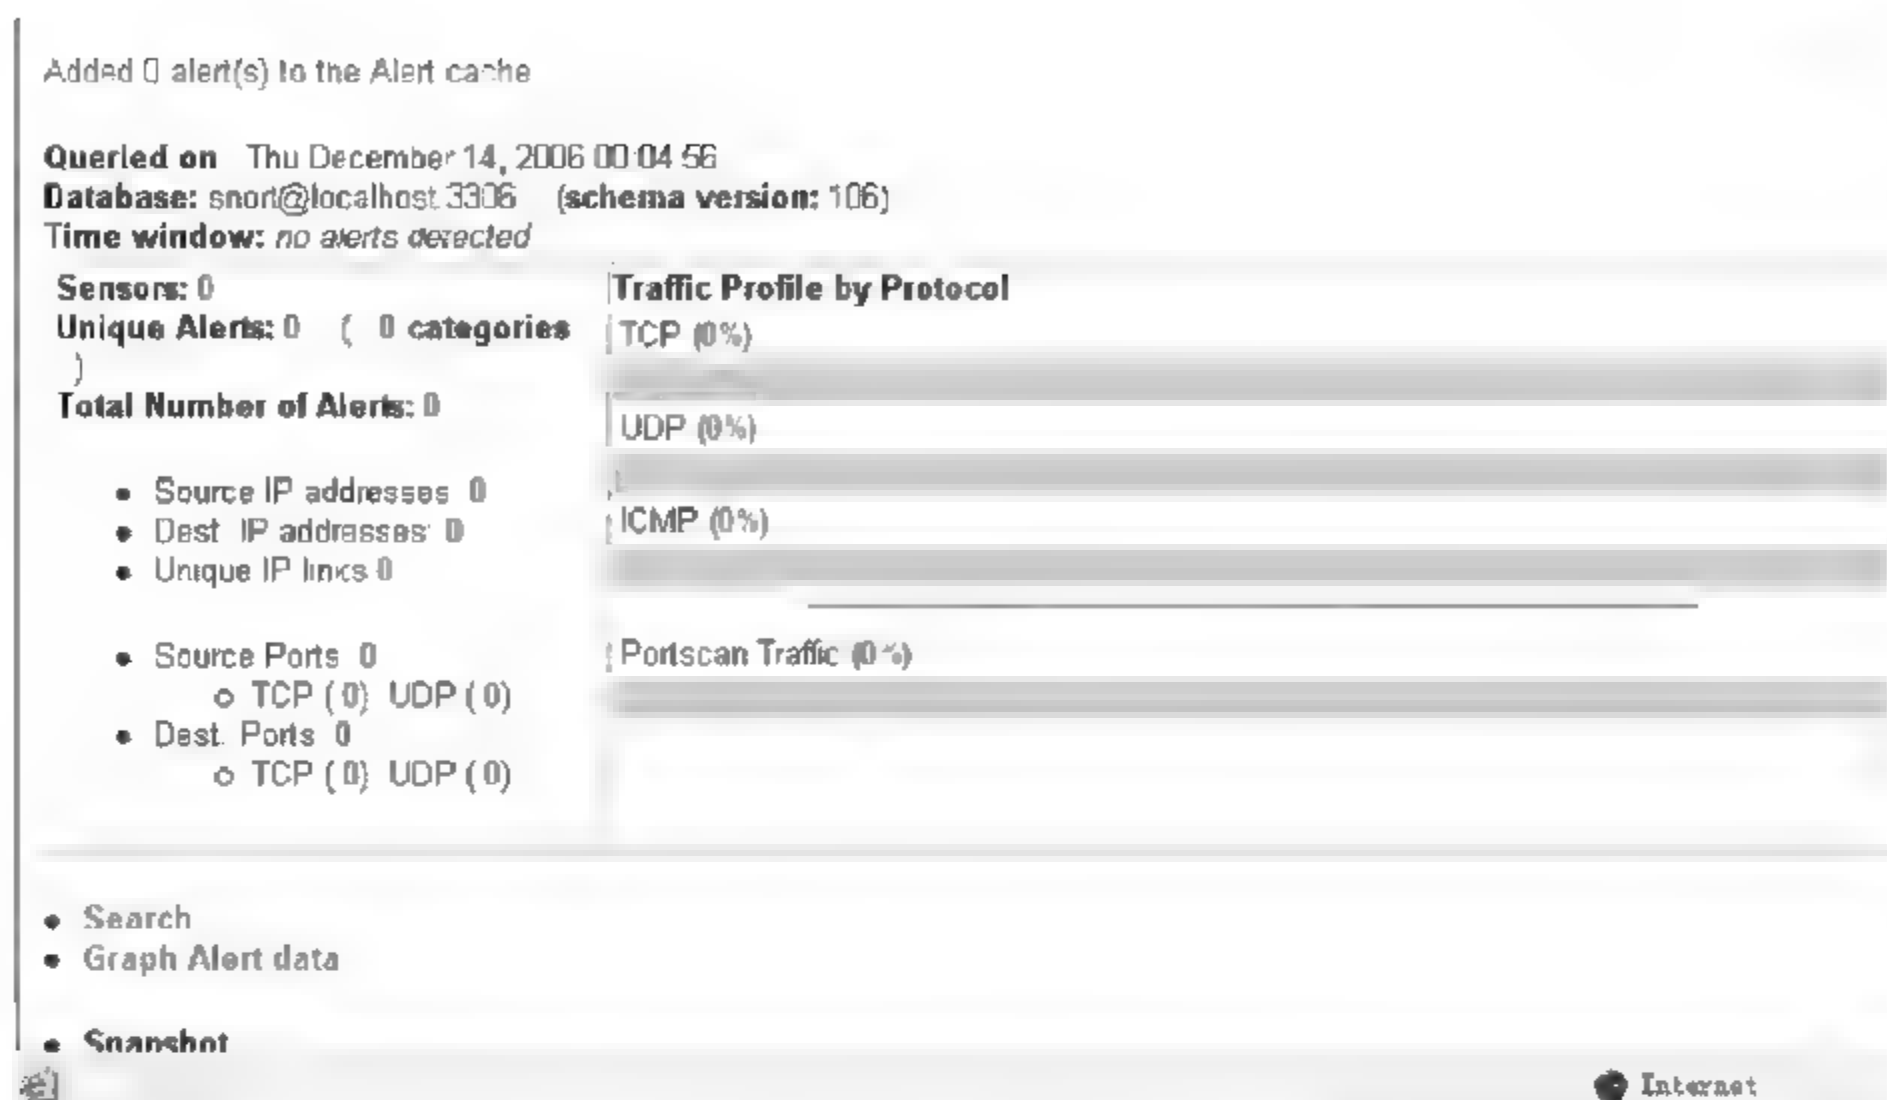 Added 0 alert(s) to the Alert cache
Queried on Thu December 14, 2006 00:04:56
Database: snort@localhost:3306 (schema version: 106)
Time window: no alerts detected
Sensors: 0
Unique Alerts: 0 ( 0 categories
)
Total Number of Alerts: 0
Source IP addresses: 0
Dest. IP addresses: 0
Unique IP links 0
Source Ports: 0
TCP ( 0) UDP ( 0)
Dest. Ports: 0
TCP ( 0) UDP ( 0)
Traffic Profile by Protocol
TCP (0%)
UDP (0%)
ICMP (0%)
Portscan Traffic (0%)
Search
Graph Alert data
Snapshot
Internet